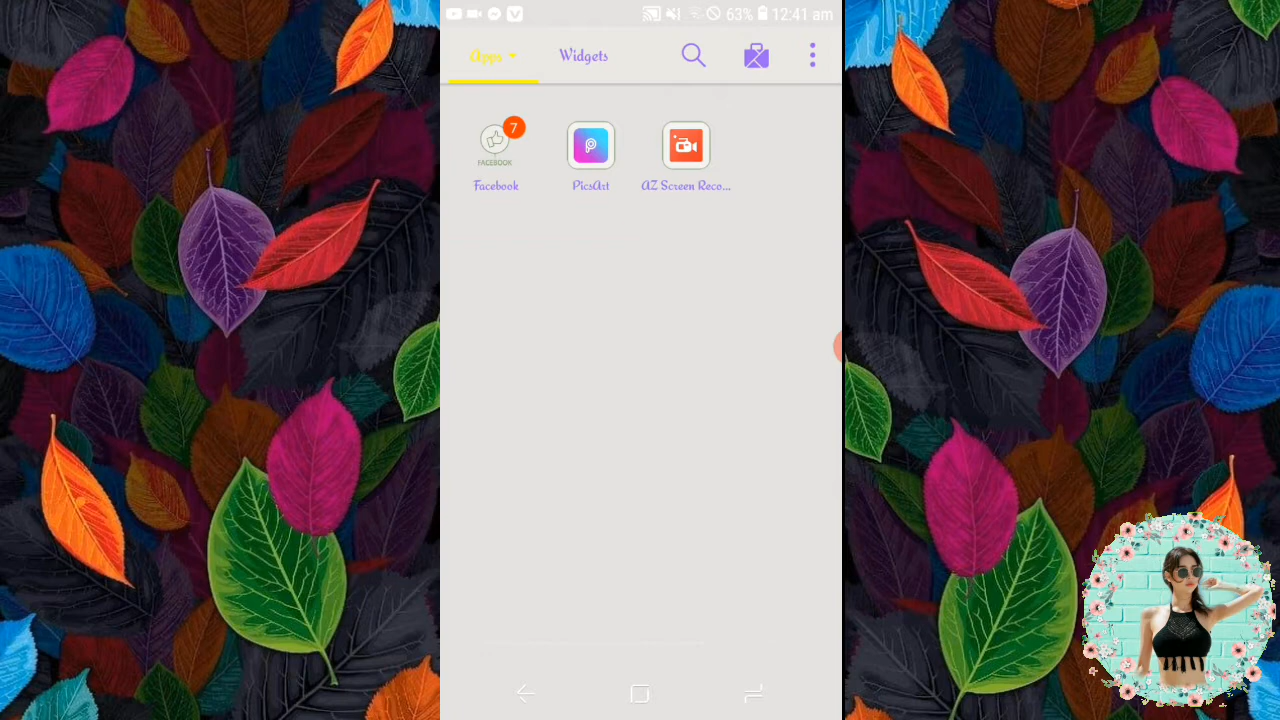 63% 12:41 am
Apps Widgets
7
FACEBOOK
Facebook PicsArt AZ Screen Reco...